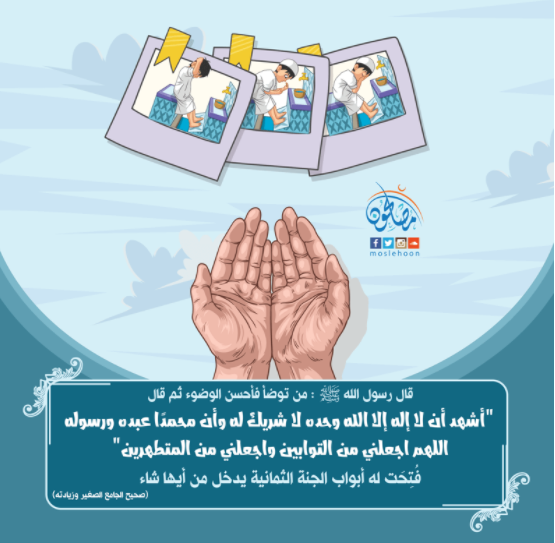 مصلحون
moslehoon
قال رسول الله ﷺ : من توضأ فأحسن الوضوء ثم قال
"أشهد أن لا إله إلا الله وحده لا شريك له وأن محمدًا عبده ورسوله
اللهم اجعلني من التوابين واجعلني من المتطهرين"
فُتِحَت له أبواب الجنة الثمانية يدخل من أيها شاء
(صحيح الجامع الصغير وزيادته)